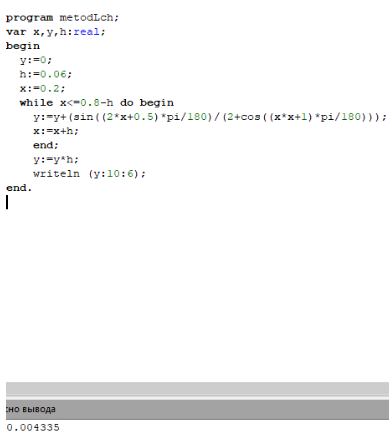 program metodLch;
var x,y,h:real;
begin
y:=0;
h:=0.06;
x:=0.2;
while x<=0.8-h do begin
y:=y+(sin((2*x+0.5)*pi/180)/(2+cos((x*x+1)*pi/180)));
x:=x+h;
end;
y:=y*h;
writeln (y:10:6);
end.
но вывода
0.004335